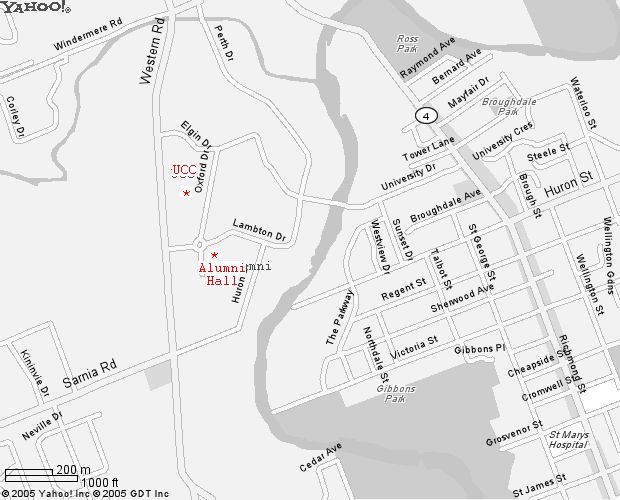 YAHOO!
Windermere Rd
Western Rd
Perth Dr
Ross
Park
Raymond Ave
Bernard Ave
Mayfair Dr
Waterloo St
Corley Dr
Broughdale
Park
4
Elgin Dr
Tower Lane
University Cres
Steele St
UCC
Oxford Dr
University Dr
Huron St
Broughdale Ave
Brough St
Lambton Dr
Westview Dr
Sunset Dr
Talbot St
St George St
Wellington Gdns
Wellington St
Alumni
mni
Hall
Huron
Regent St
Sherwood Ave
The Parkway
Northdale St
Victoria St
Gibbons Pl
Richmond St
Kininvie Dr
Sarnia Rd
Cheapside St
Gibbons
Park
Cromwell St
Neville Dr
Grosvenor St
St Marys
Hospital
Cedar Ave
200 m
1000 ft
St James St
© 2005 Yahoo! Inc © 2005 GDT Inc